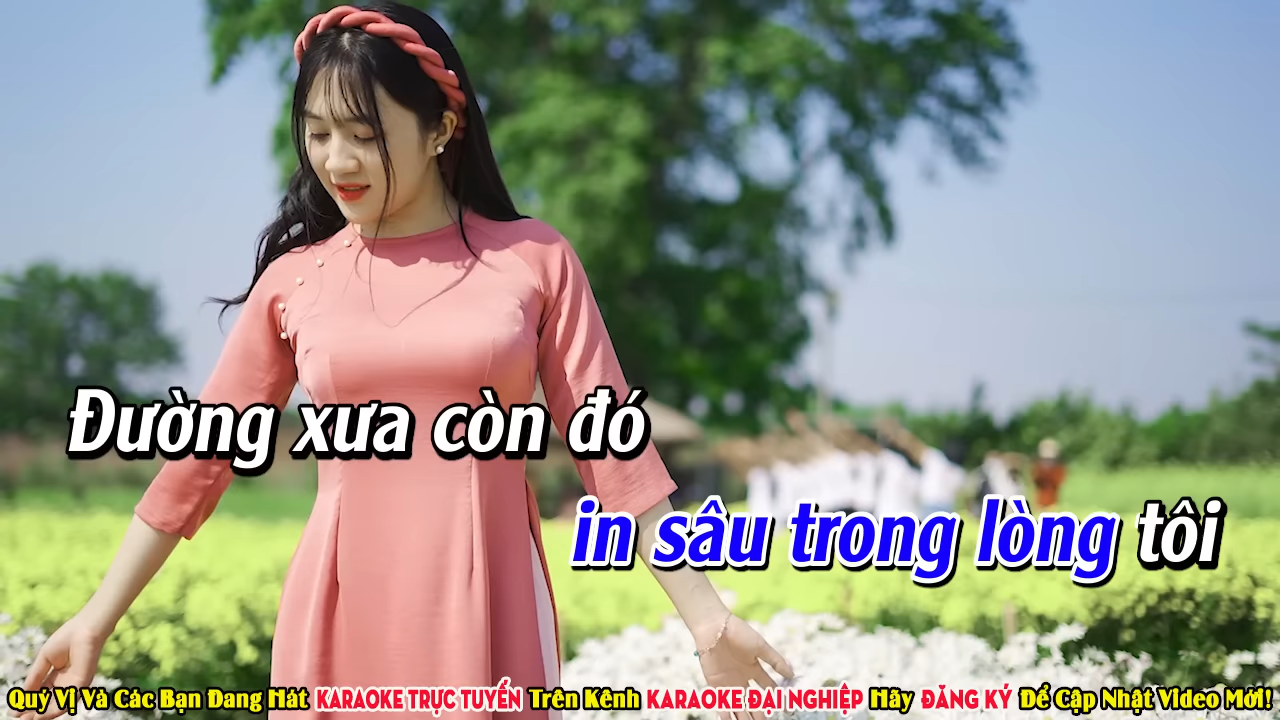 Đường xưa còn đó
in sâu trong lòng tôi
Quý Vị Và Các Bạn Đang Hát KARAOKE TRỰC TUYẾN Trên Kênh KARAOKE ĐẠI NGHIỆP Hãy ĐĂNG KÝ Để Cập Nhật Video Mới!